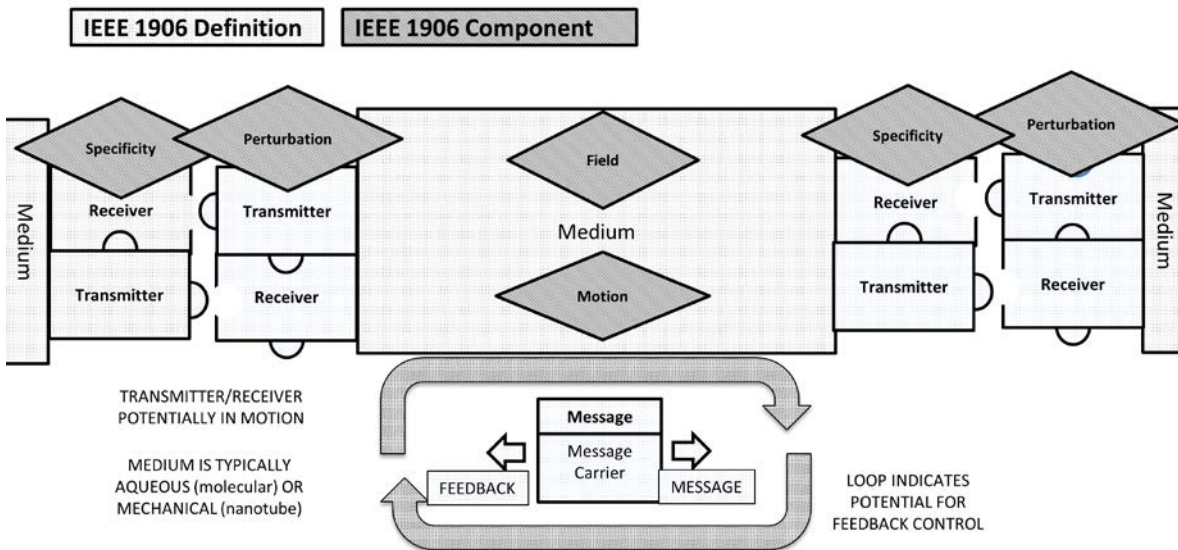 IEEE 1906 Definition
IEEE 1906 Component
Medium
Specificity
Perturbation
Receiver
Transmitter
Transmitter
Receiver
Field
Medium
Motion
Specificity
Perturbation
Receiver
Transmitter
Transmitter
Receiver
Medium
TRANSMITTER/RECEIVER
POTENTIALLY IN MOTION
MEDIUM IS TYPICALLY
AQUEOUS (molecular) OR
MECHANICAL (nanotube)
Message
Message
Carrier
FEEDBACK
MESSAGE
LOOP INDICATES
POTENTIAL FOR
FEEDBACK CONTROL